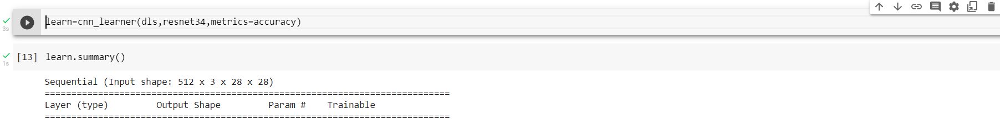 learn=cnn_learner(dls,resnet34,metrics=accuracy)
3s
[13] learn.summary()
1s
Sequential (Input shape: 512 x 3 x 28 x 28)
============================================================================
Layer (type)         Output Shape         Param #    Trainable
============================================================================